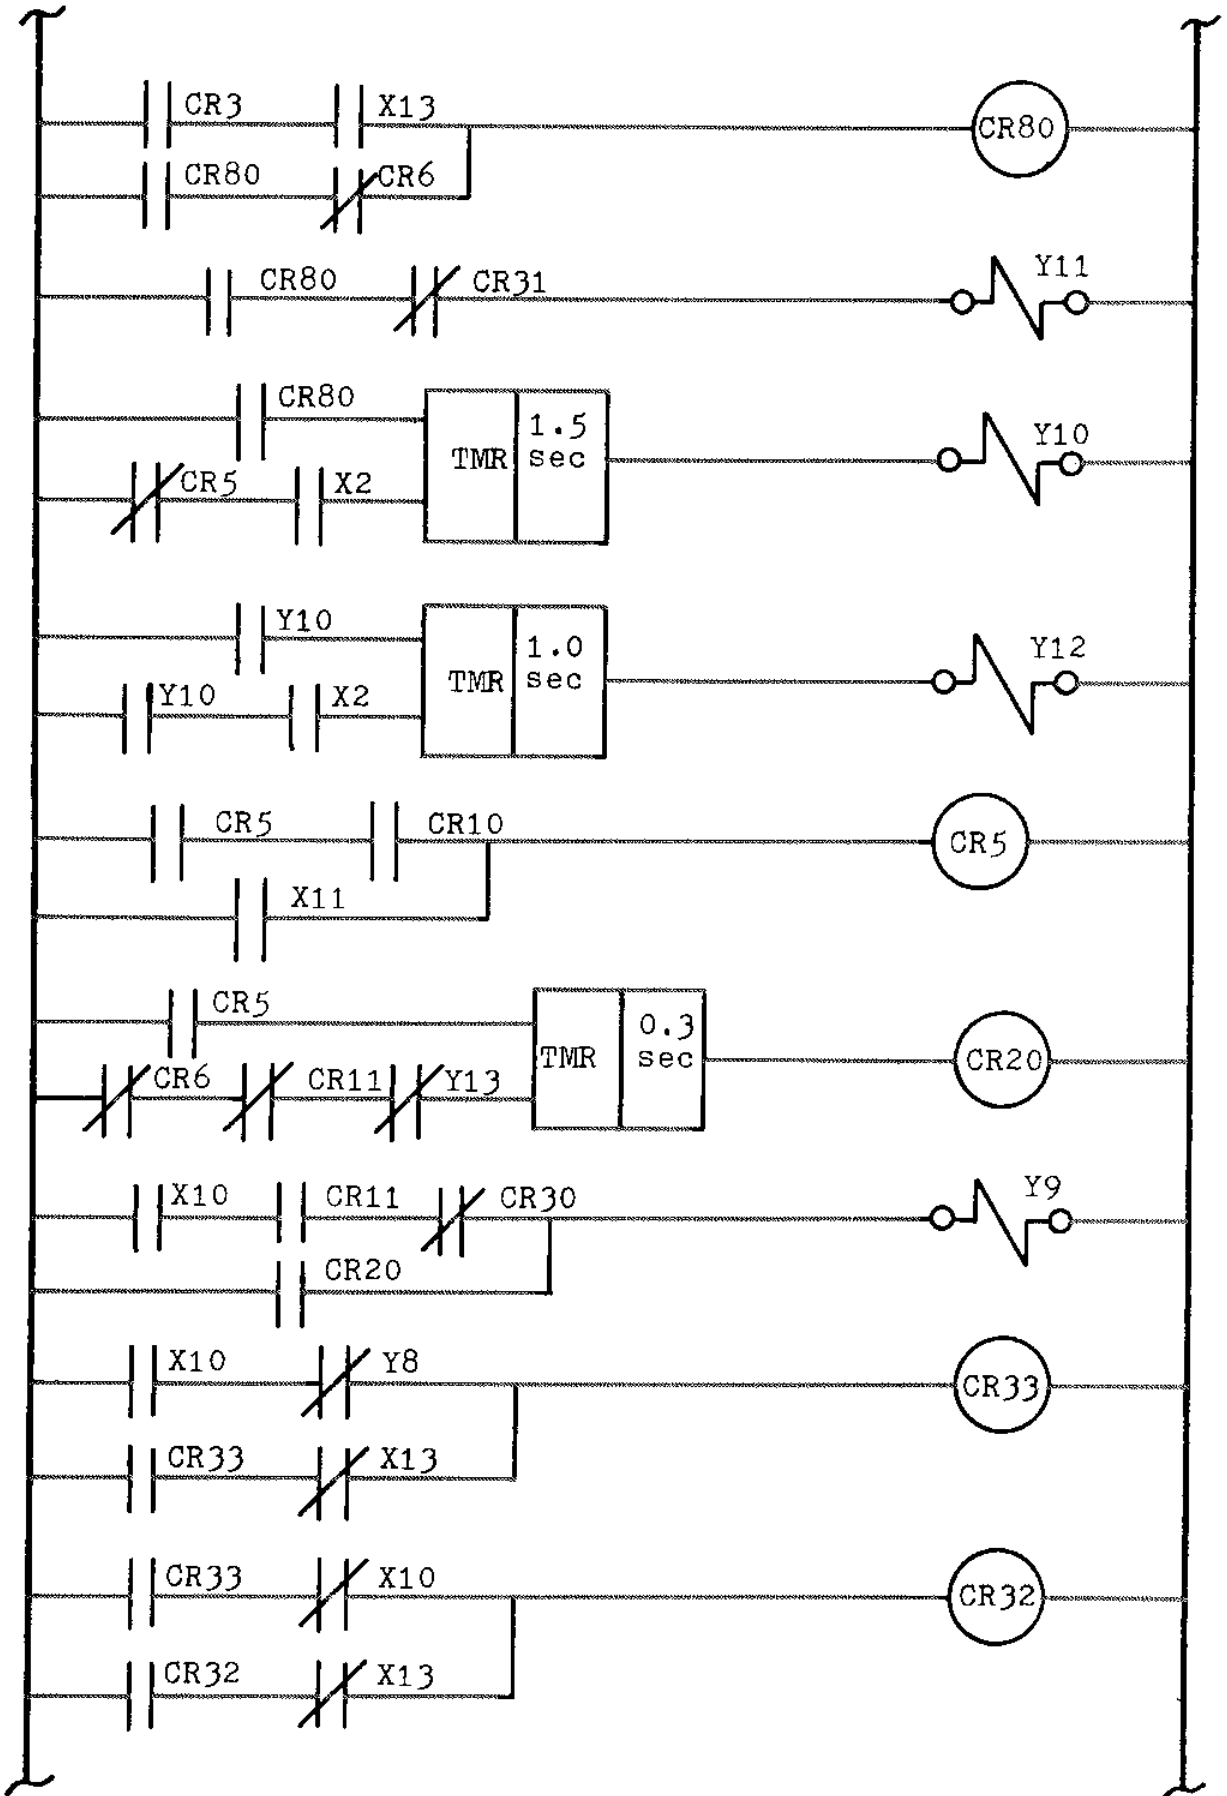 CR3 X13
CR80
CR80 CR6
CR80 CR31 Y11
CR80
TMR 1.5 sec Y10
CR5 X2
Y10
TMR 1.0 sec Y12
Y10 X2
CR5 CR10 CR5
X11
CR5
TMR 0.3 sec CR20
CR6 CR11 Y13
X10 CR11 CR30 Y9
CR20
X10 Y8 CR33
CR33 X13
CR33 X10 CR32
CR32 X13